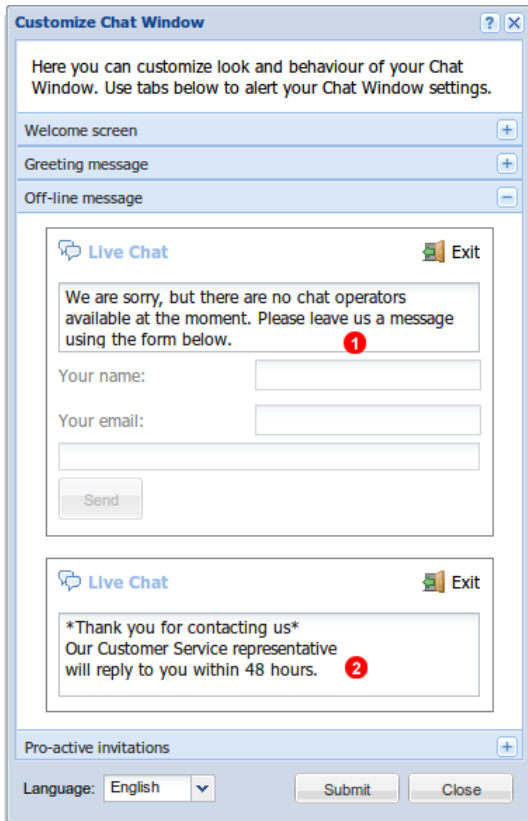 Customize Chat Window
Here you can customize look and behaviour of your Chat
Window. Use tabs below to alert your Chat Window settings.
Welcome screen
Greeting message
Off-line message
Live Chat
Exit
We are sorry, but there are no chat operators
available at the moment. Please leave us a message
using the form below.
1
Your name:
Your email:
Send
Live Chat
Exit
*Thank you for contacting us*
Our Customer Service representative
will reply to you within 48 hours.
2
Pro-active invitations
Language: English Submit Close